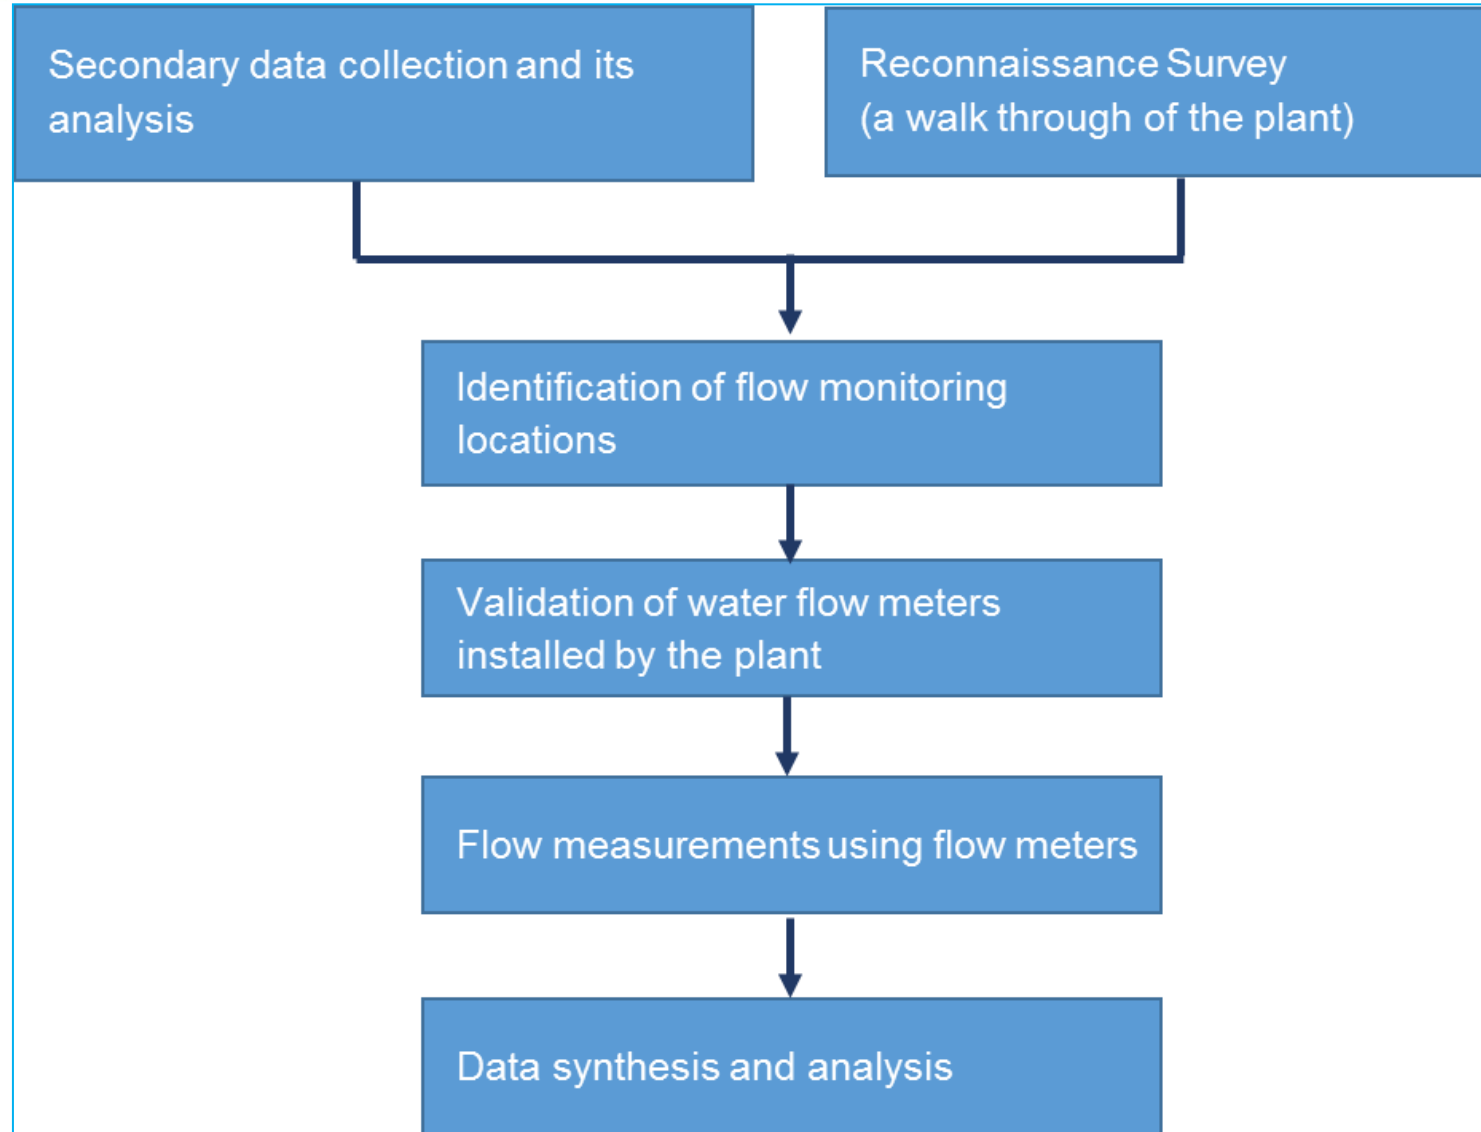 Secondary data collection and its
analysis
Reconnaissance Survey
(a walk through of the plant)
Identification of flow monitoring
locations
Validation of water flow meters
installed by the plant
Flow measurements using flow meters
Data synthesis and analysis